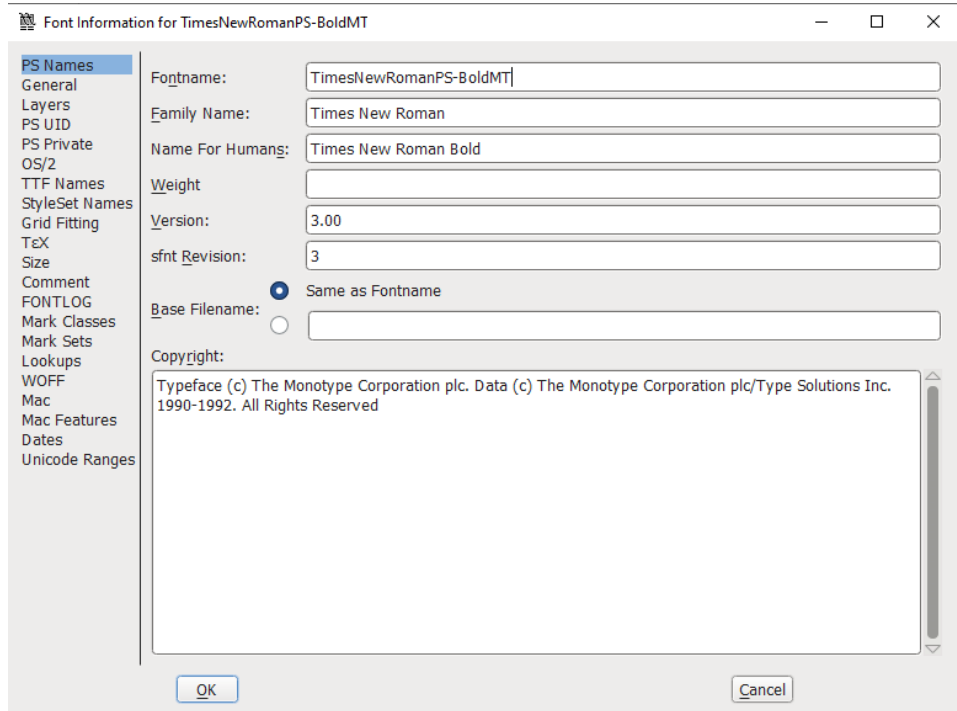 Font Information for TimesNewRomanPS-BoldMT
PS Names
General
Layers
PS UID
PS Private
OS/2
TTF Names
StyleSet Names
Grid Fitting
ΤεΧ
Size
Comment
FONTLOG
Mark Classes
Mark Sets
Lookups
WOFF
Mac
Mac Features
Dates
Unicode Ranges
Fontname: TimesNewRomanPS-BoldMT
Family Name: Times New Roman
Name For Humans: Times New Roman Bold
Weight
Version: 3.00
sfnt Revision: 3
Same as Fontname
Base Filename:
Copyright:
Typeface (c) The Monotype Corporation plc. Data (c) The Monotype Corporation plc/Type Solutions Inc.
1990-1992. All Rights Reserved
OK
Cancel